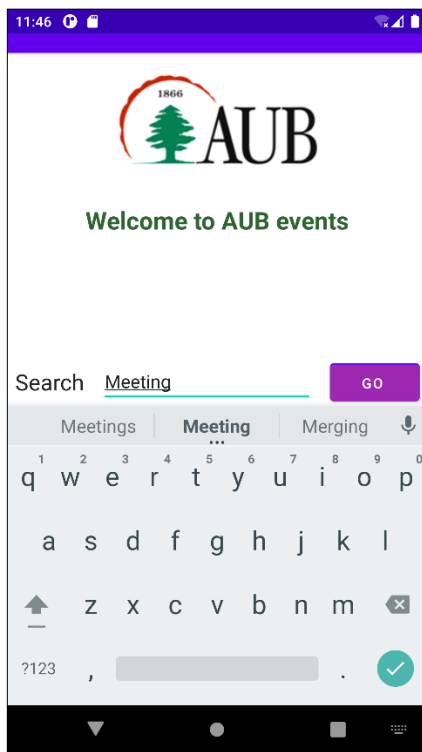 11:46
1866
AUB
Welcome to AUB events
Search Meeting GO
Meetings Meeting Merging
1 2 3 4 5 6 7 8 9 0
q w e r t y u i o p
a s d f g h j k l
z x c v b n m
?123 , .